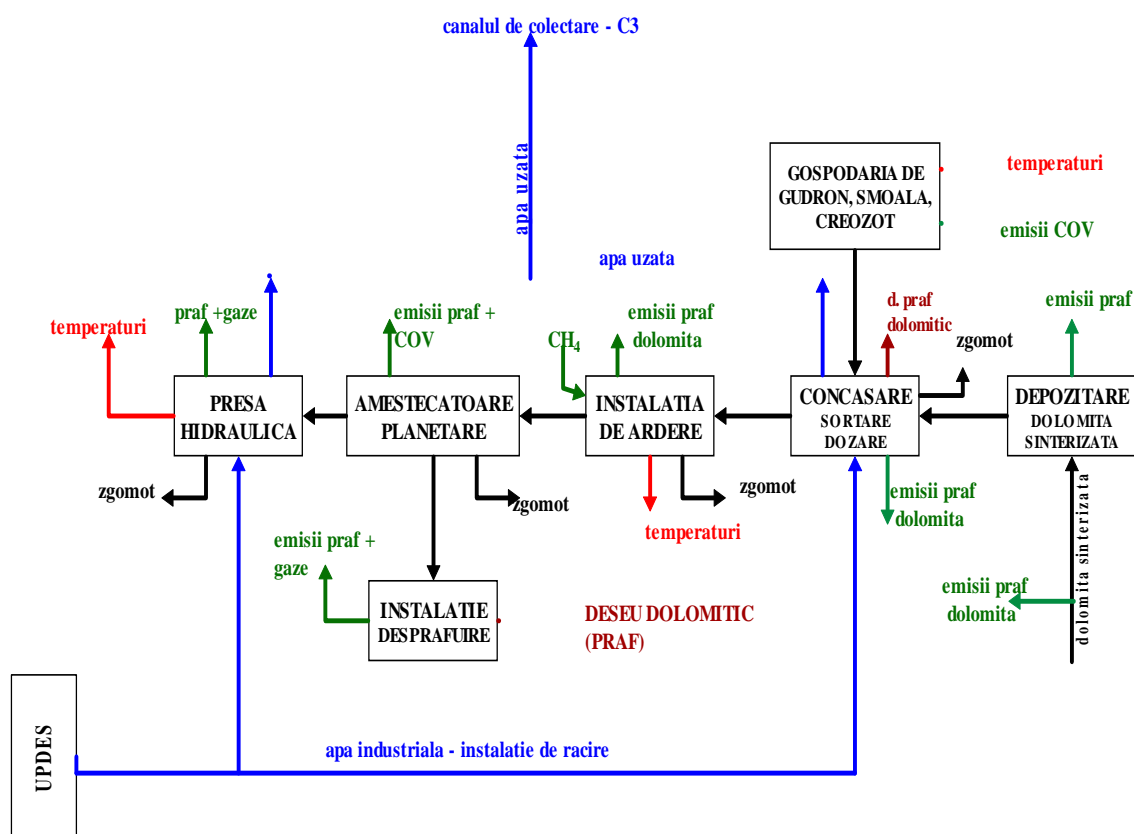 canalul de colectare - C3
apa uzata
GOSPODARIA DE
GUDRON, SMOALA,
CREOZOT
temperaturi
emisii COV
apa uzata
temperaturi
praf +gaze
emisii praf +
COV
CH4
emisii praf
dolomita
d. praf
dolomitic
zgomot
emisii praf
PRESA
HIDRAULICA
AMESTECATOARE
PLANETARE
INSTALATIA
DE ARDERE
CONCASARE
SORTARE
DOZARE
DEPOZITARE
DOLOMITA
SINTERIZATA
zgomot
zgomot
zgomot
temperaturi
emisii praf
dolomita
dolomita sinterizata
emisii praf +
gaze
INSTALATIE
DESPRAFUIRE
DESEU DOLOMITIC
(PRAF)
emisii praf
dolomita
UPDES
apa industriala - instalatie de racire